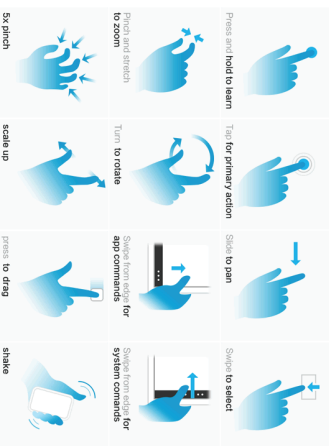 Press and hold to learn
Tap for primary action
Slide to pan
Swipe to select
Pinch and stretch
to zoom
Turn to rotate
Swipe from edge for
app commands
Swipe from edge for
system comands
5x pinch
scale up
press to drag
shake